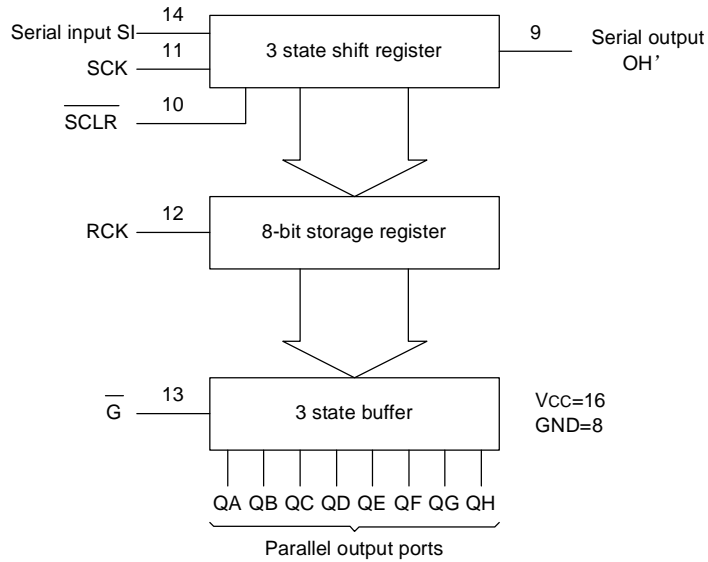 14
Serial input SI
11
SCK
10
SCLR
3 state shift register
9
Serial output
OH’
12
RCK
8-bit storage register
13
G
3 state buffer
VCC=16
GND=8
QA QB QC QD QE QF QG QH
Parallel output ports